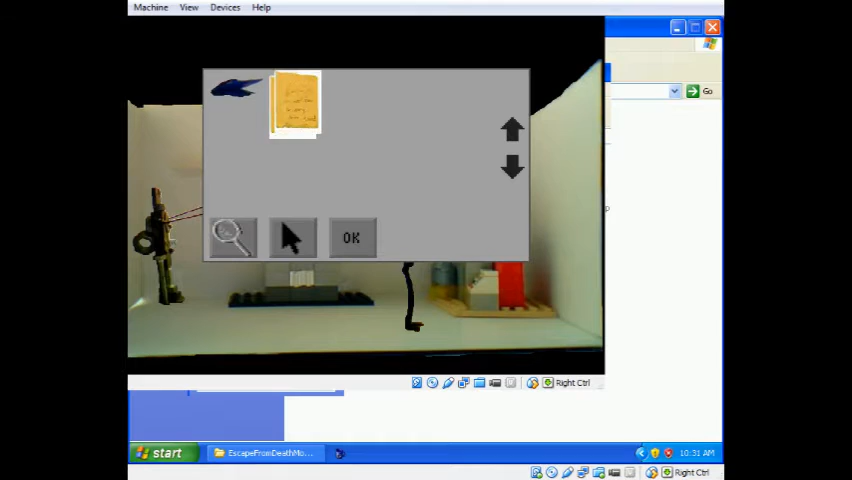 Machine View Devices Help
Go
OK
Right Ctrl
start EscapeFromDeathMo... 10:31 AM
Right Ctrl